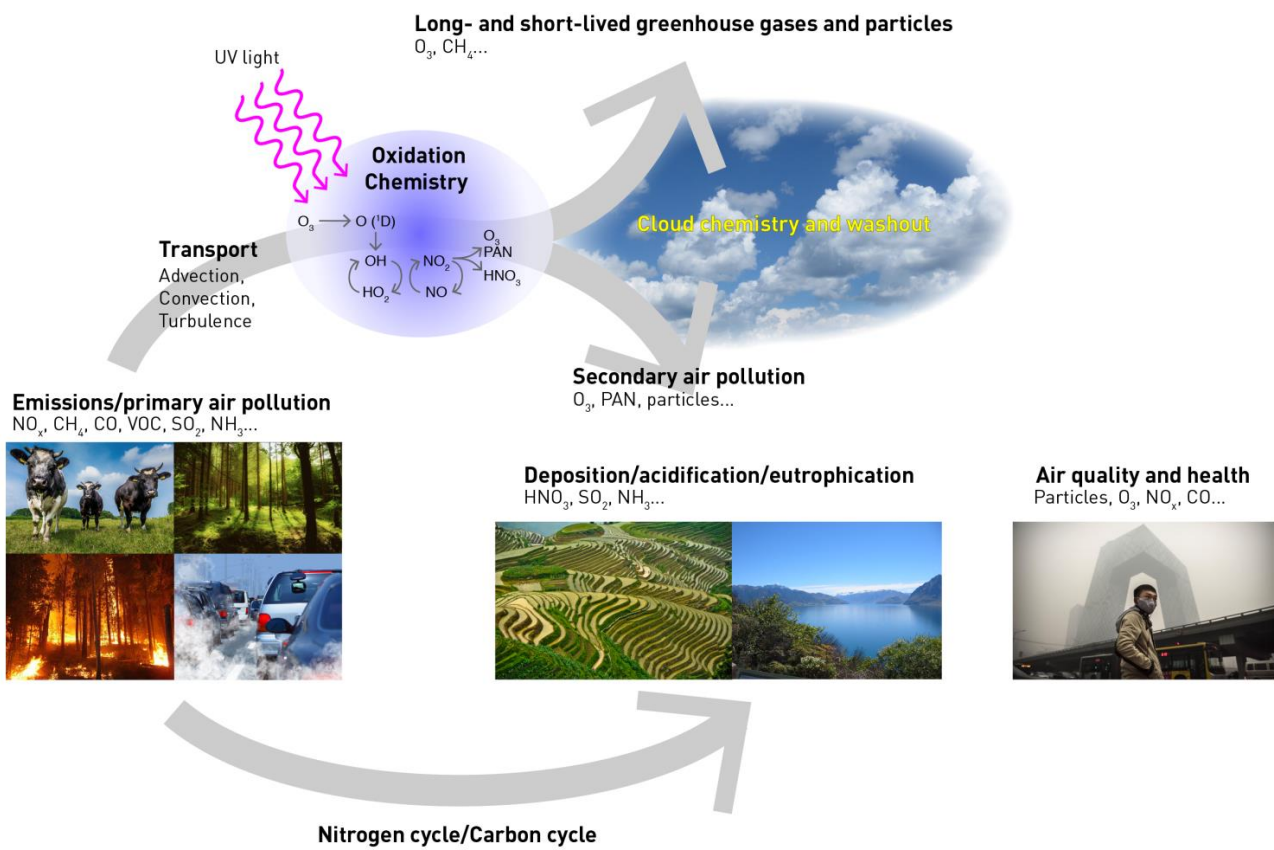 Long- and short-lived greenhouse gases and particles
O₃, CH₄...
UV light
Oxidation
Chemistry
O₃ O (¹D)
OH
HO₂
NO₂
NO
O₃
PAN
HNO₃
Cloud chemistry and washout
Transport
Advection,
Convection,
Turbulence
Secondary air pollution
O₃, PAN, particles...
Emissions/primary air pollution
NOₓ, CH₄, CO, VOC, SO₂, NH₃...
Deposition/acidification/eutrophication
HNO₃, SO₂, NH₃...
Air quality and health
Particles, O₃, NOₓ, CO...
Nitrogen cycle/Carbon cycle